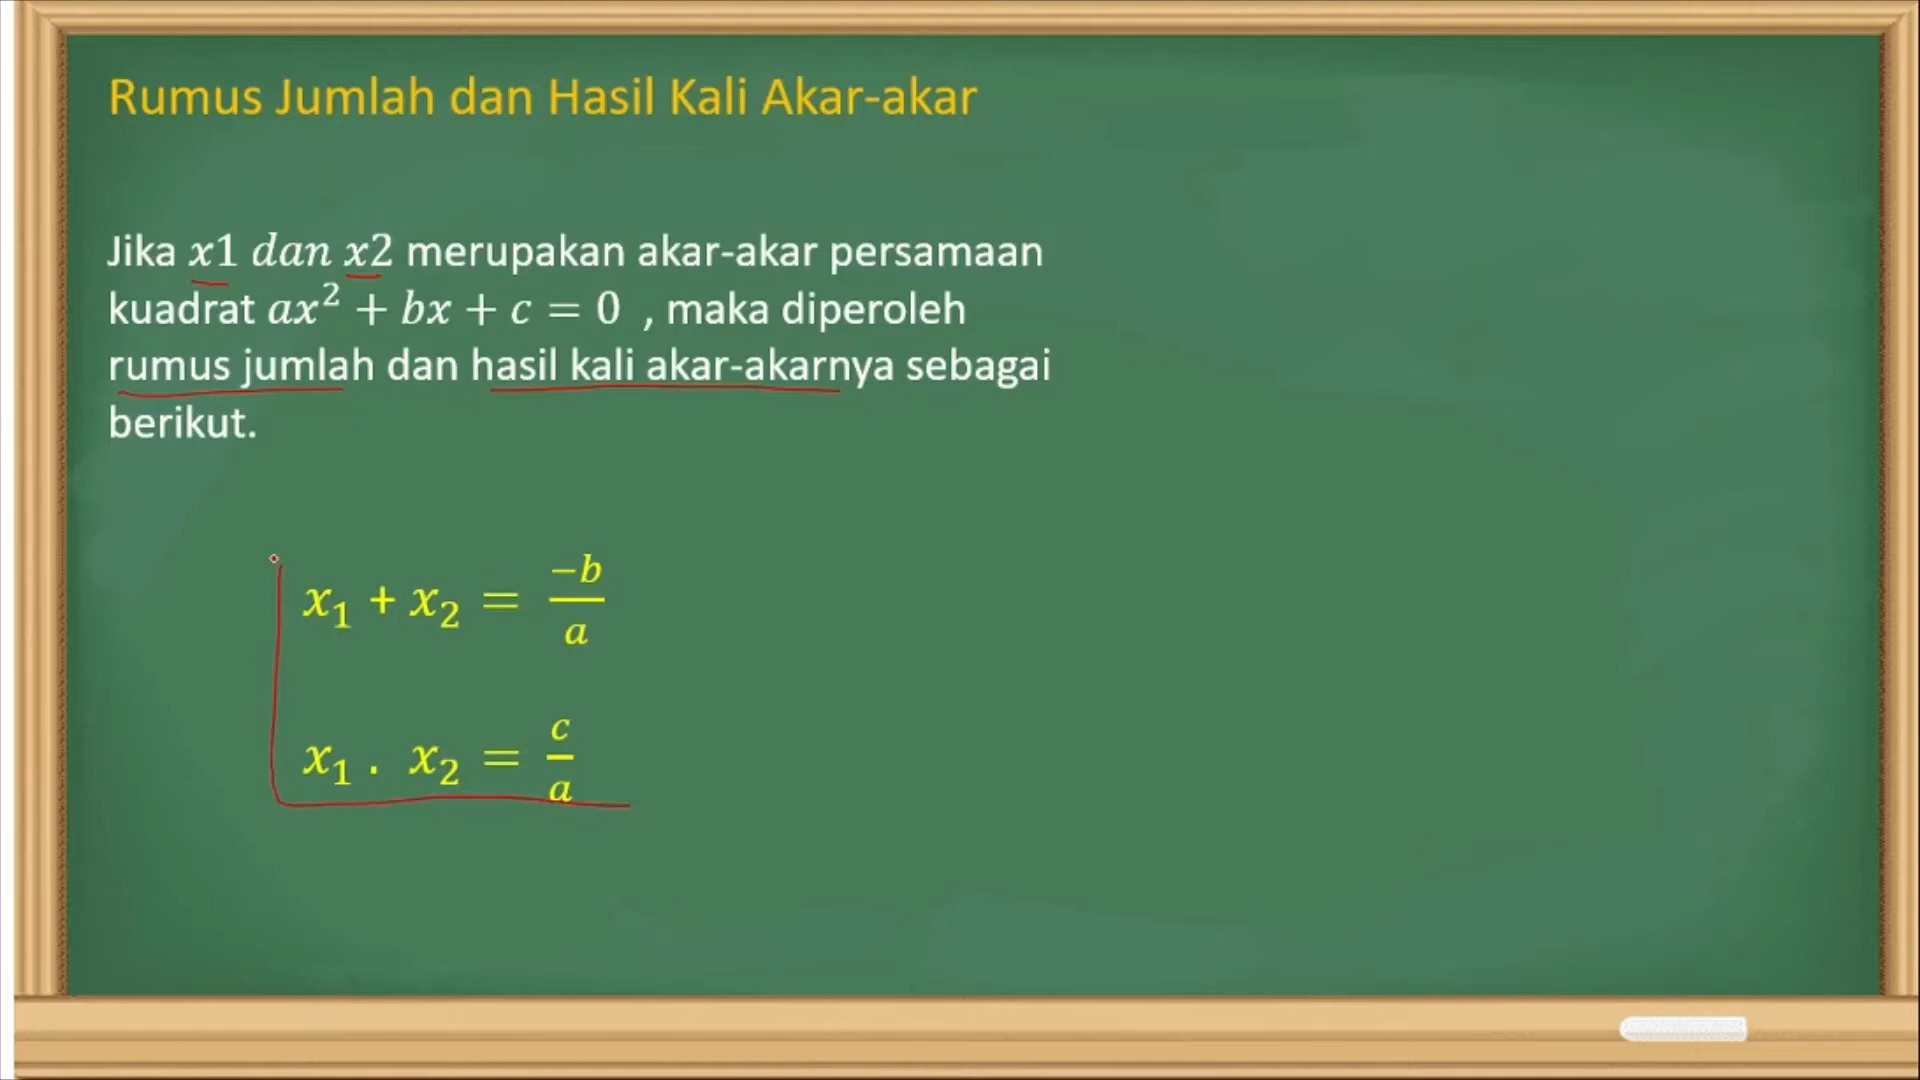 Rumus Jumlah dan Hasil Kali Akar-akar
Jika x1 dan x2 merupakan akar-akar persamaan
kuadrat ax² + bx + c = 0 , maka diperoleh
rumus jumlah dan hasil kali akar-akarnya sebagai
berikut.
x₁ + x₂ = −b/a
x₁ . x₂ = c/a